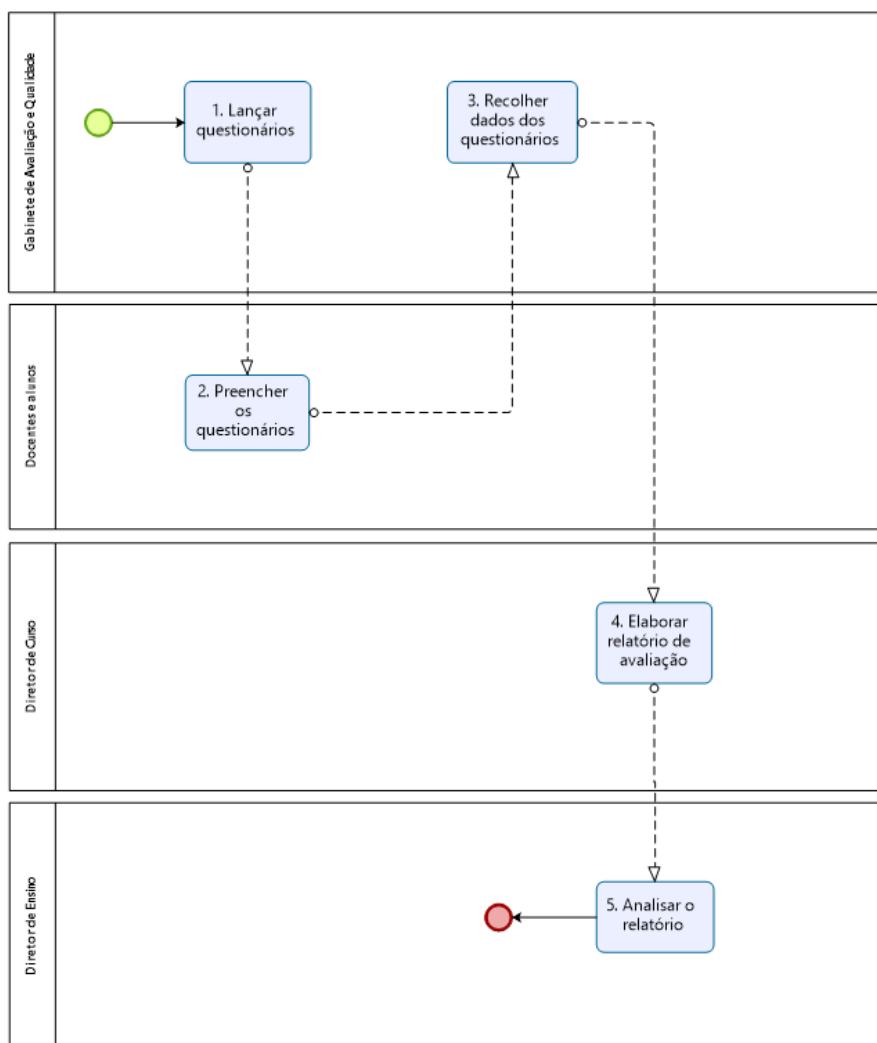 Gabinete de Avaliação e Qualidade
1. Lançar
questionários
3. Recolher
dados dos
questionários
Docentes e alunos
2. Preencher
os
questionários
Diretor de Curso
4. Elaborar
relatório de
avaliação
Diretor de Ensino
5. Analisar o
relatório